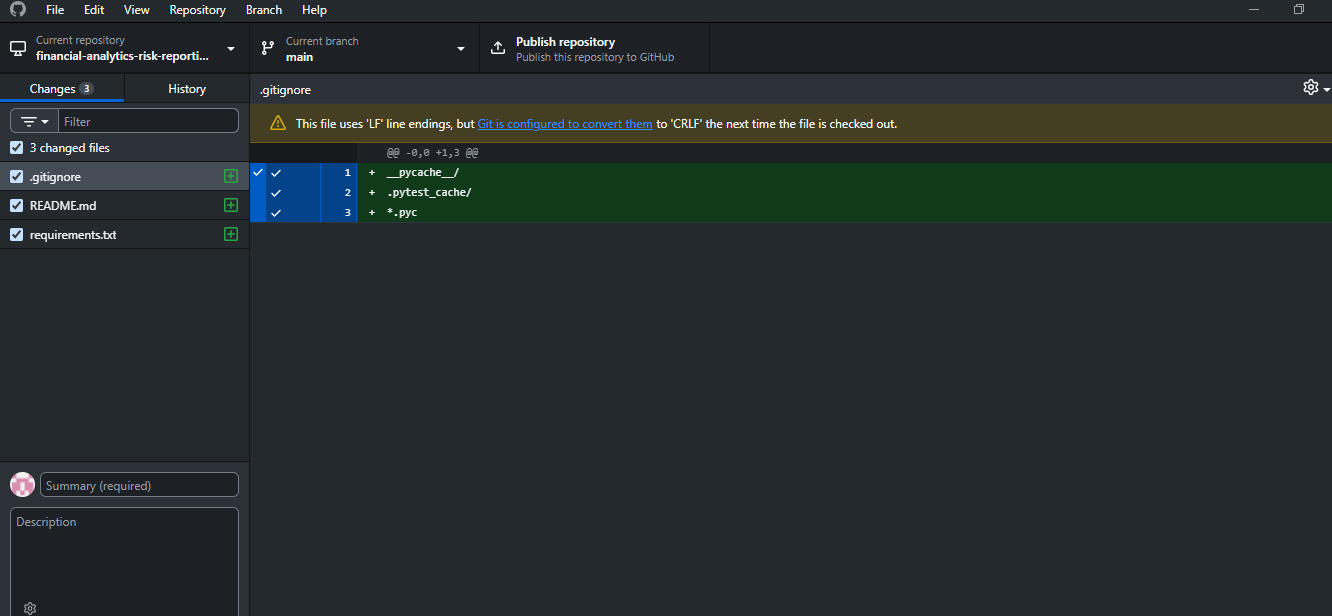 File Edit View Repository Branch Help
Current repository
financial-analytics-risk-reporti...
Current branch
main
Publish repository
Publish this repository to GitHub
Changes 3
History
.gitignore
Filter
This file uses 'LF' line endings, but Git is configured to convert them to 'CRLF' the next time the file is checked out.
3 changed files
@@ -0,0 +1,3 @@
.gitignore
README.md
requirements.txt
1 + __pycache__/
2 + .pytest_cache/
3 + *.pyc
Summary (required)
Description